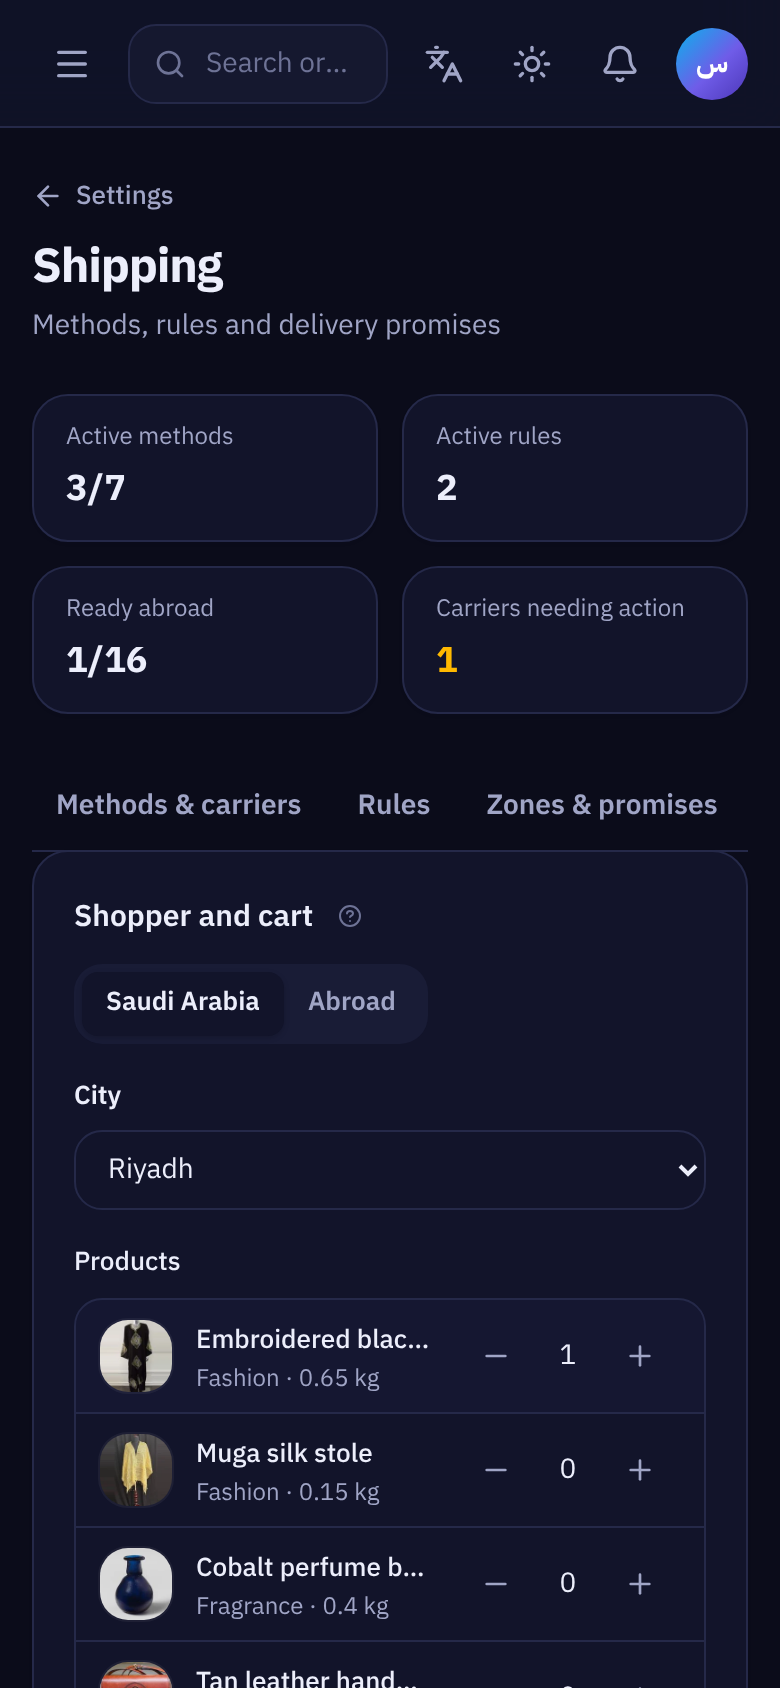 Search or...
س
Settings
Shipping
Methods, rules and delivery promises
Active methods
3/7
Active rules
2
Ready abroad
1/16
Carriers needing action
1
Methods & carriers
Rules
Zones & promises
Shopper and cart
Saudi Arabia
Abroad
City
Riyadh
Products
Embroidered blac...
Fashion · 0.65 kg
1
Muga silk stole
Fashion · 0.15 kg
0
Cobalt perfume b...
Fragrance · 0.4 kg
0
Tan leather hand...